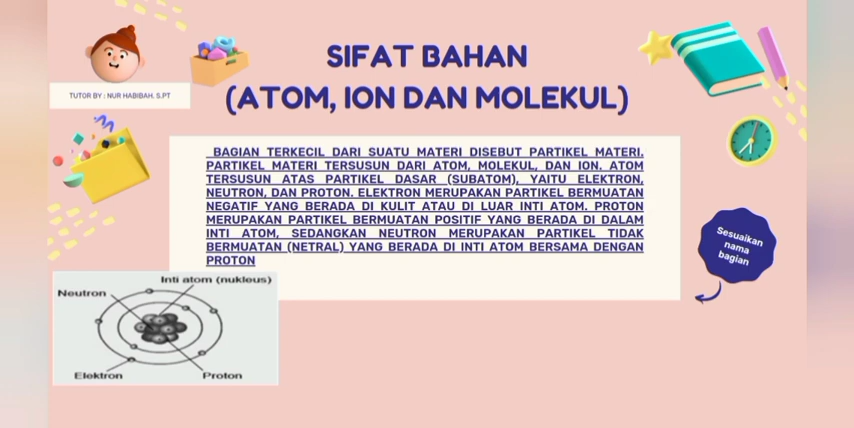 SIFAT BAHAN
(ATOM, ION DAN MOLEKUL)
TUTOR BY : NUR HABIBAH. S.PT
BAGIAN TERKECIL DARI SUATU MATERI DISEBUT PARTIKEL MATERI.
PARTIKEL MATERI TERSUSUN DARI ATOM, MOLEKUL, DAN ION. ATOM
TERSUSUN ATAS PARTIKEL DASAR (SUBATOM), YAITU ELEKTRON,
NEUTRON, DAN PROTON. ELEKTRON MERUPAKAN PARTIKEL BERMUATAN
NEGATIF YANG BERADA DI KULIT ATAU DI LUAR INTI ATOM. PROTON
MERUPAKAN PARTIKEL BERMUATAN POSITIF YANG BERADA DI DALAM
INTI ATOM, SEDANGKAN NEUTRON MERUPAKAN PARTIKEL TIDAK
BERMUATAN (NETRAL) YANG BERADA DI INTI ATOM BERSAMA DENGAN
PROTON
Sesuaikan
nama
bagian
Inti atom (nukleus)
Neutron
Elektron
Proton